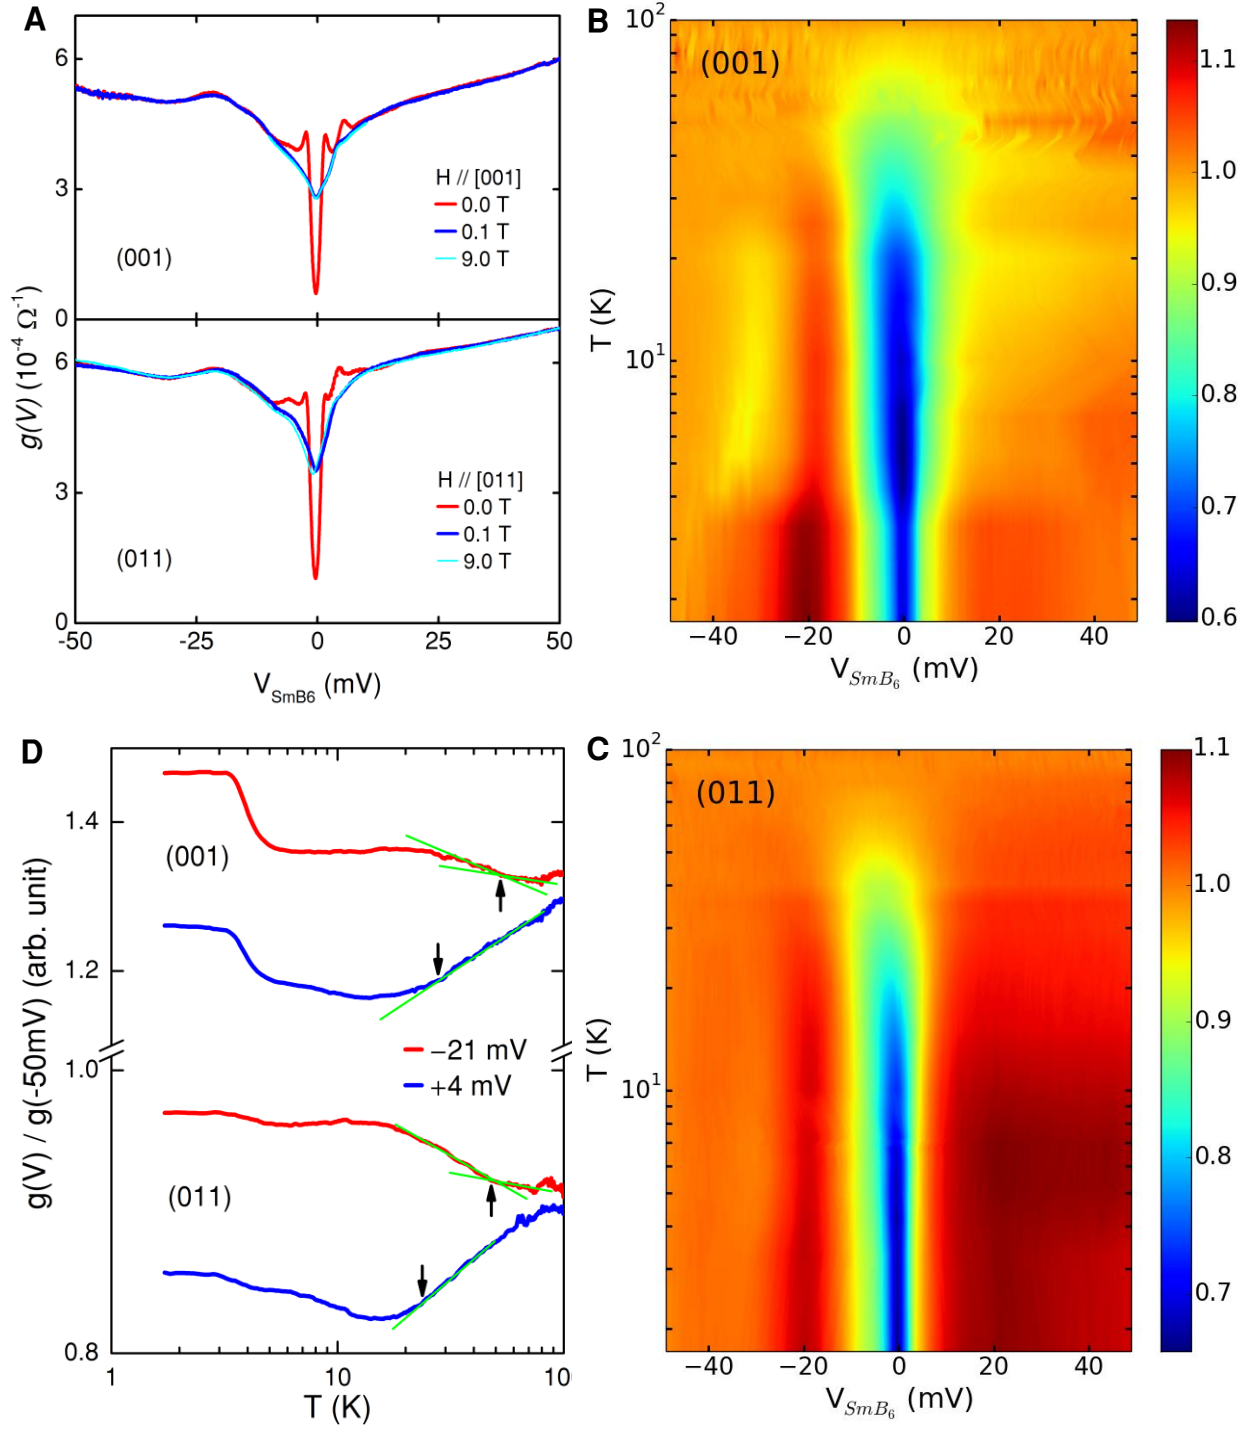 A
g(V) (10⁻⁴ Ω⁻¹)
6
3
0
H // [001]
0.0 T
0.1 T
9.0 T
(001)
6
3
0
H // [011]
0.0 T
0.1 T
9.0 T
(011)
-50 -25 0 25 50
V_SmB6 (mV)
B
(001)
T (K)
10²
10¹
−40 −20 0 20 40
V_SmB₆ (mV)
1.1
1.0
0.9
0.8
0.7
0.6
D
g(V) / g(-50mV) (arb. unit)
1.4
1.2
1.0
0.8
(001)
−21 mV
+4 mV
(011)
1 10 10
T (K)
C
(011)
T (K)
10²
10¹
−40 −20 0 20 40
V_SmB₆ (mV)
1.1
1.0
0.9
0.8
0.7